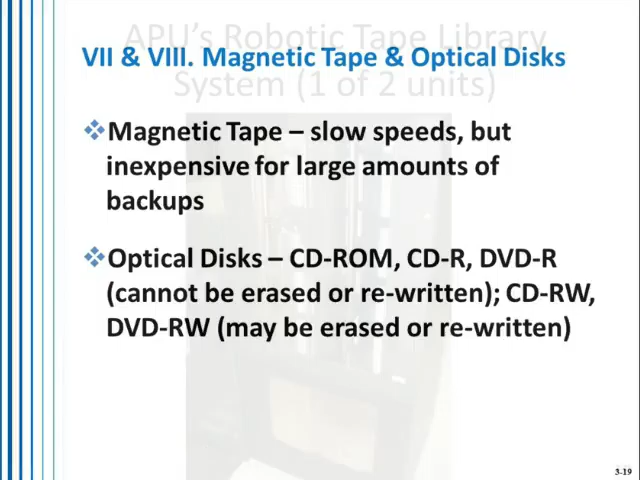 APU's Robotic Tape Library
VII & VIII. Magnetic Tape & Optical Disks
System (1 of 2 units)
❖Magnetic Tape – slow speeds, but
inexpensive for large amounts of
backups
❖Optical Disks – CD-ROM, CD-R, DVD-R
(cannot be erased or re-written); CD-RW,
DVD-RW (may be erased or re-written)
3-19